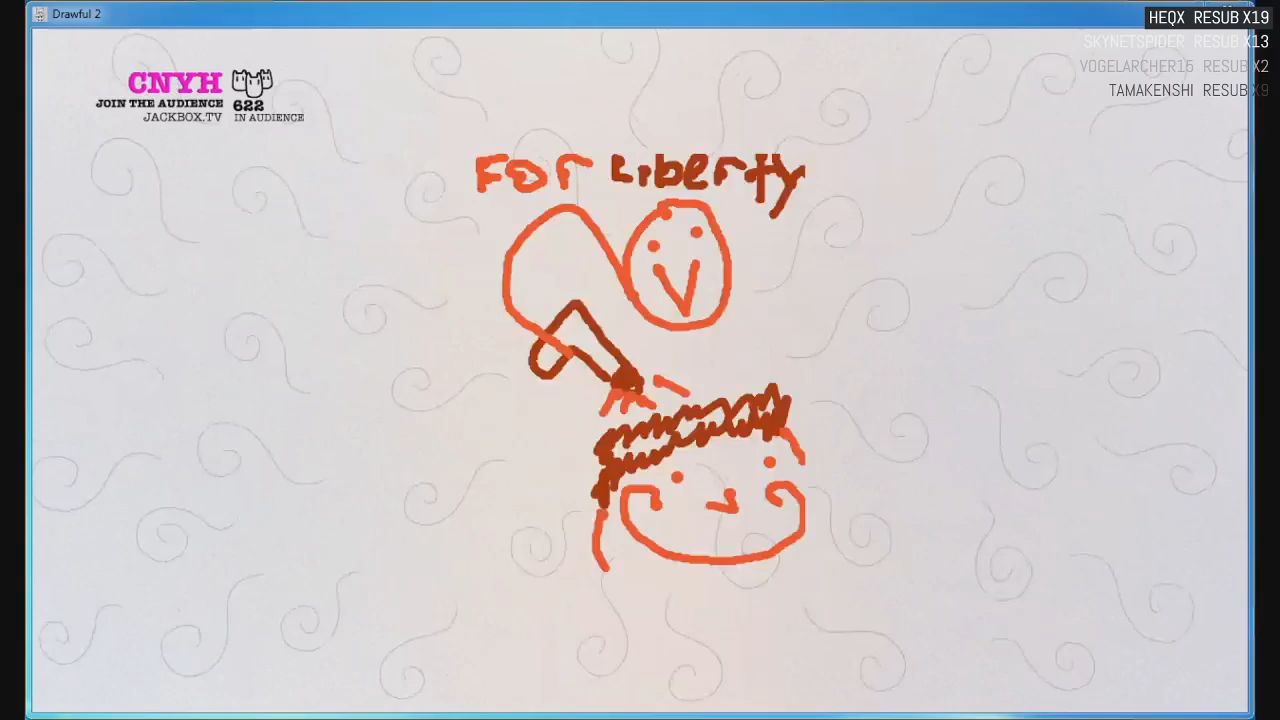 Drawful 2
HEQX RESUB X19
SKYNETSPIDER RESUB X13
VOGELARCHER15 RESUB X2
TAMAKENSHI RESUB X9
CNYH
JOIN THE AUDIENCE 622
JACKBOX.TV IN AUDIENCE
For Liberty